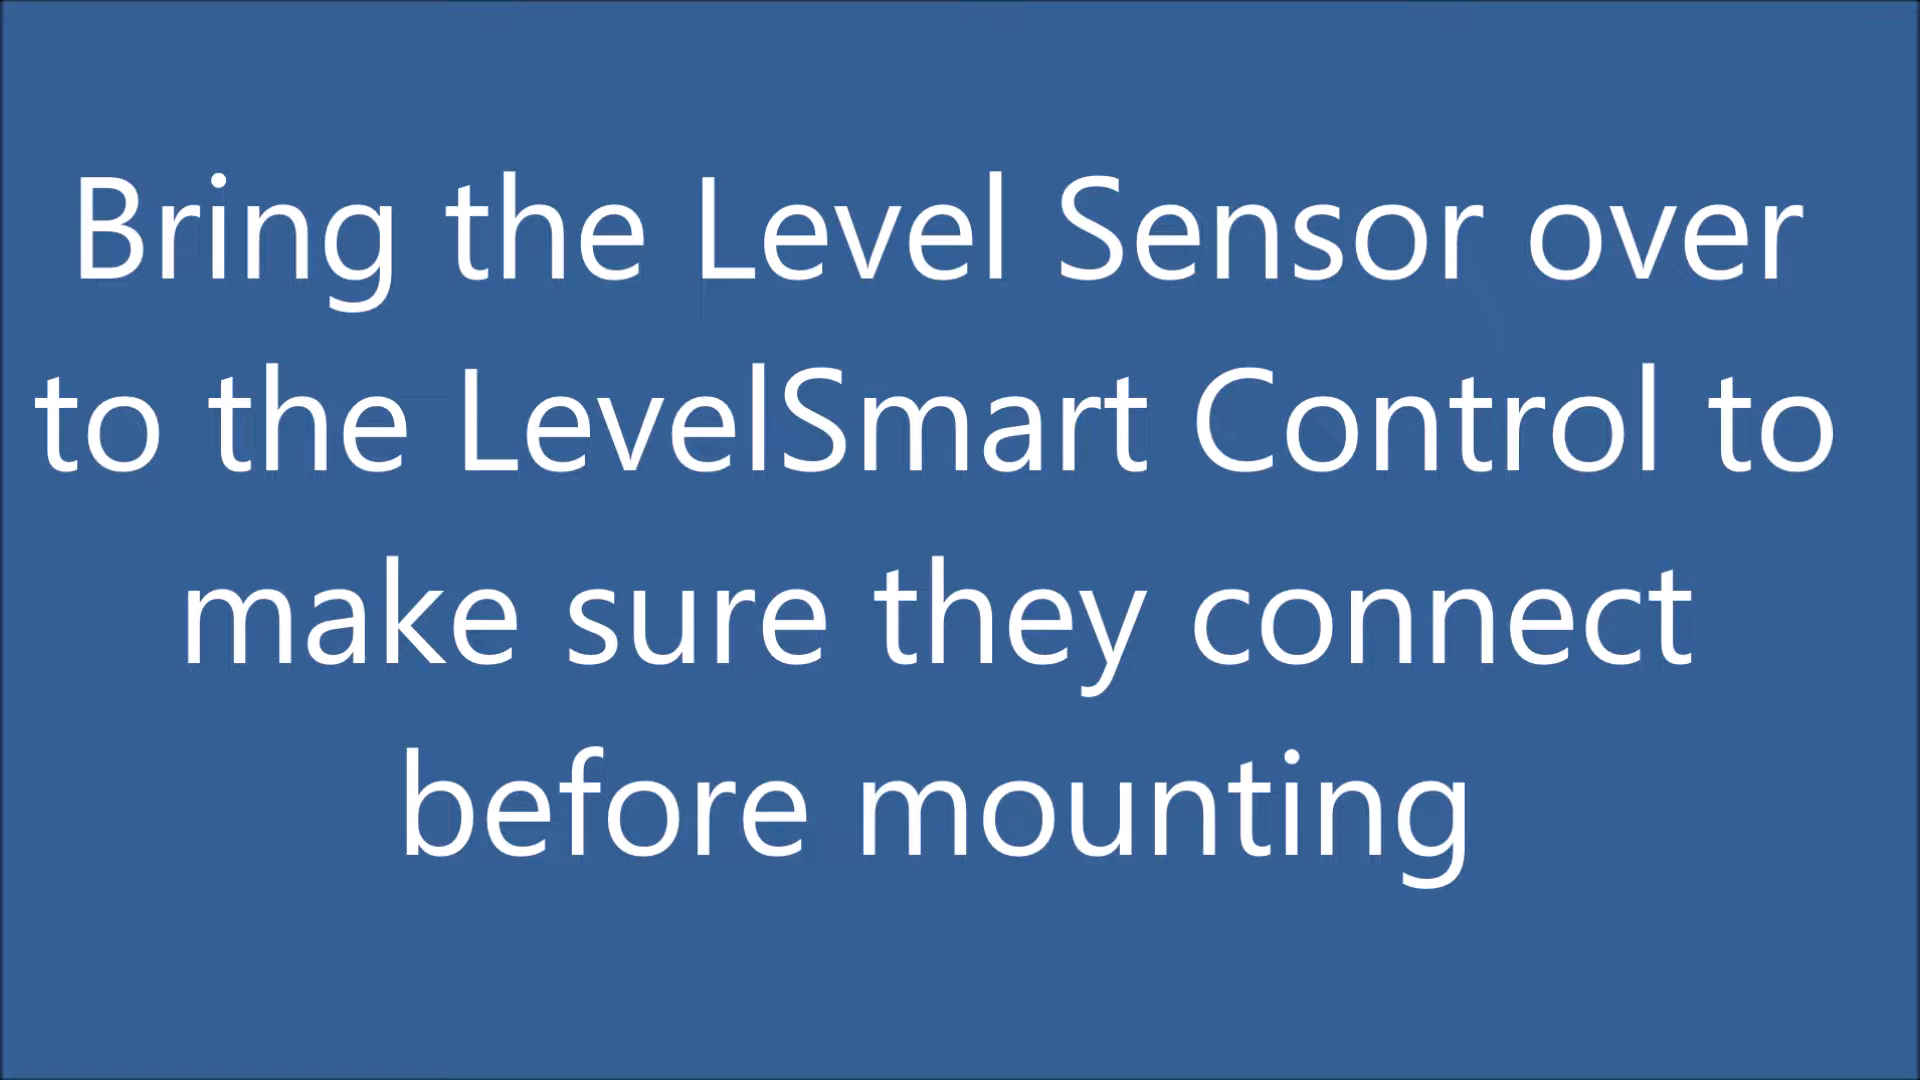 Bring the Level Sensor over
to the LevelSmart Control to
make sure they connect
before mounting